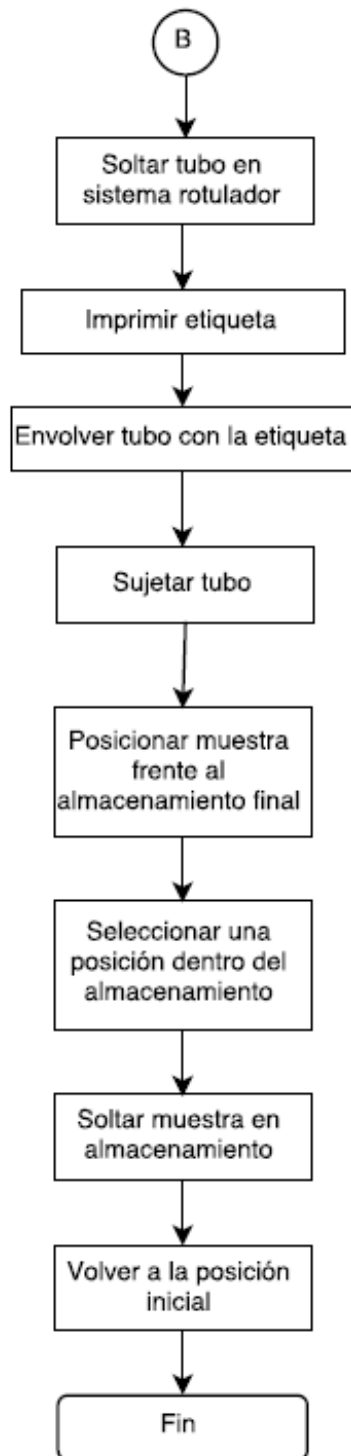 B
Soltar tubo en
sistema rotulador
Imprimir etiqueta
Envolver tubo con la etiqueta
Sujetar tubo
Posicionar muestra
frente al
almacenamiento final
Seleccionar una
posición dentro del
almacenamiento
Soltar muestra en
almacenamiento
Volver a la posición
inicial
Fin